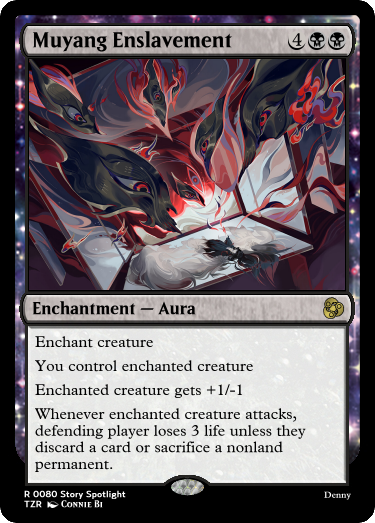 Muyang Enslavement 4
Enchantment — Aura
Enchant creature
You control enchanted creature
Enchanted creature gets +1/-1
Whenever enchanted creature attacks,
defending player loses 3 life unless they
discard a card or sacrifice a nonland
permanent.
R 0080 Story Spotlight Denny
TZR Connie Bi